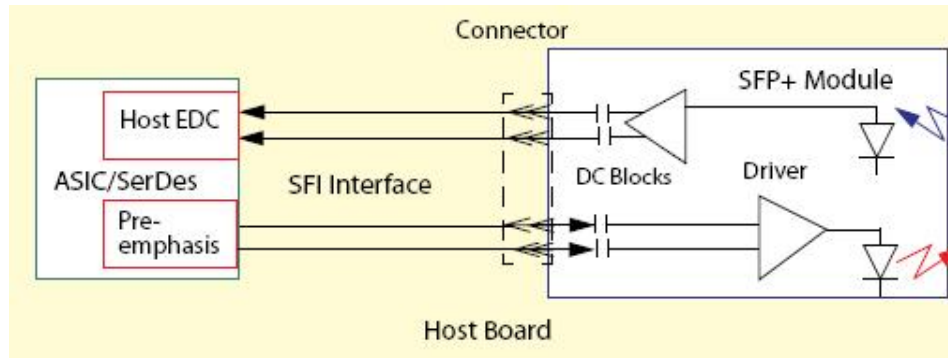 Connector
SFP+ Module
Host EDC
ASIC/SerDes
SFI Interface
DC Blocks
Driver
Pre-
emphasis
Host Board